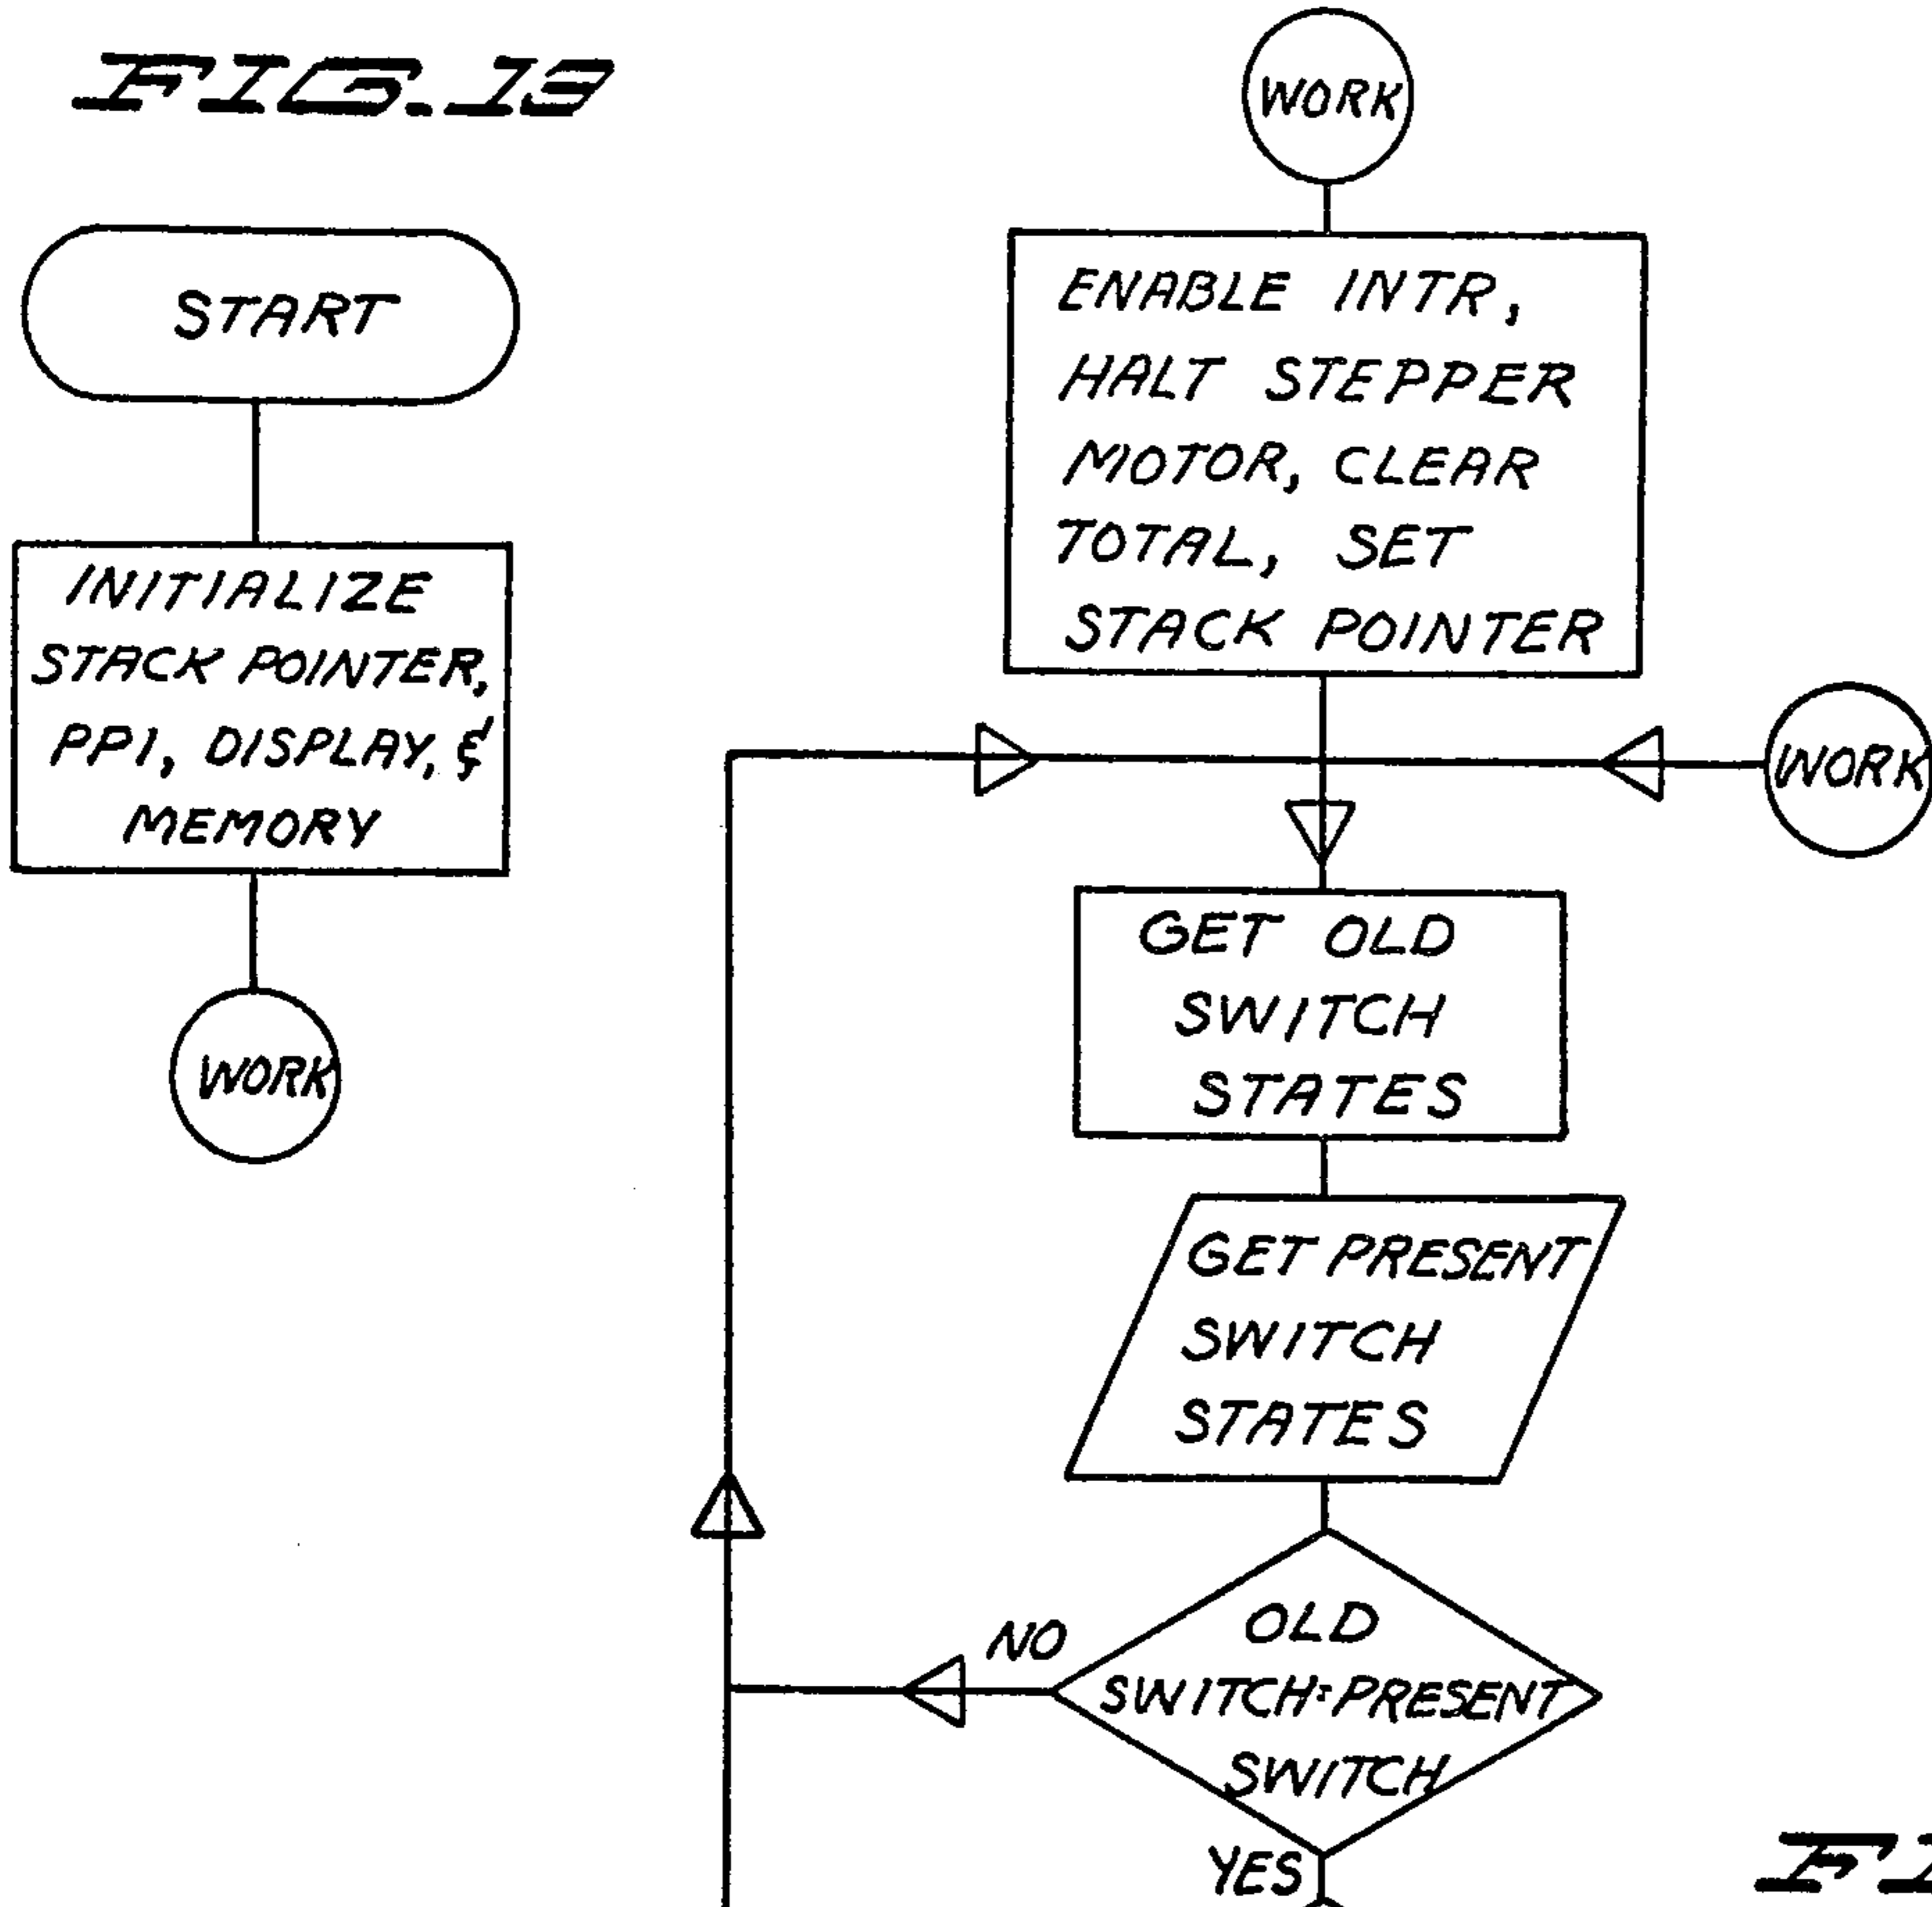 FIG.
START
INITIALIZE
STACK POINTER,
PPI, DISPLAY, &
MEMORY
WORK
WORK
ENABLE INTR,
HALT STEPPER
MOTOR, CLEAR
TOTAL, SET
STACK POINTER
WORK
GET OLD
SWITCH
STATES
GET PRESENT
SWITCH
STATES
OLD
SWITCH=PRESENT
SWITCH
NO
YES